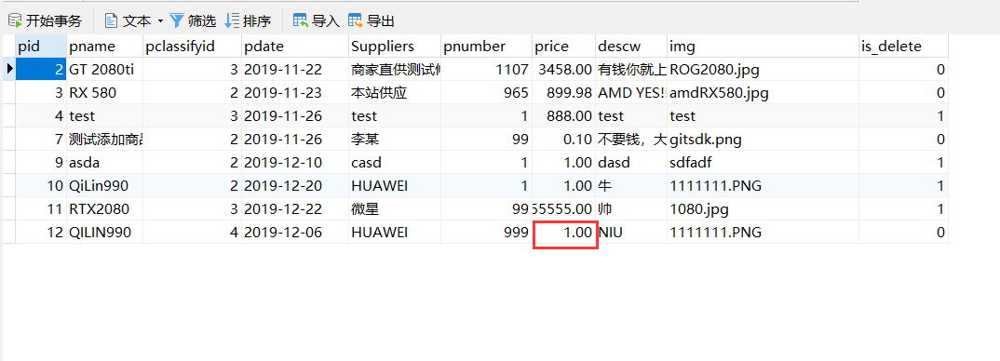 开始事务 文本 筛选 排序 导入 导出
pid pname pclassifyid pdate Suppliers pnumber price descw img is_delete
2 GT 2080ti 3 2019-11-22 商家直供测试 1107 3458.00 有钱你就上 ROG2080.jpg 0
3 RX 580 2 2019-11-23 本站供应 965 899.98 AMD YES! amdRX580.jpg 0
4 test 3 2019-11-26 test 1 888.00 test test 1
7 测试添加商 2 2019-11-26 李某 99 0.10 不要钱，大 gitsdk.png 0
9 asda 2 2019-12-10 casd 1 1.00 dasd sdfadf 1
10 QiLin990 2 2019-12-20 HUAWEI 1 1.00 牛 1111111.PNG 1
11 RTX2080 3 2019-12-22 微星 99 55555.00 帅 1080.jpg 1
12 QILIN990 4 2019-12-06 HUAWEI 999 1.00 NIU 1111111.PNG 0